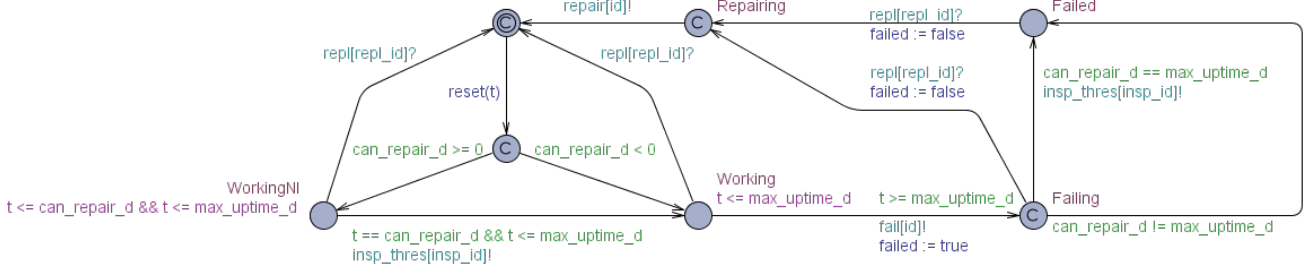 repair[id]!
Repairing
repl[repl_id]?
failed := false
Failed
C
C
repl[repl_id]?
repl[repl_id]?
repl[repl_id]?
failed := false
can_repair_d == max_uptime_d
insp_thres[insp_id]!
reset(t)
can_repair_d >= 0
C
can_repair_d < 0
WorkingNI
t <= can_repair_d && t <= max_uptime_d
Working
t <= max_uptime_d
t >= max_uptime_d
Failing
C
can_repair_d != max_uptime_d
t == can_repair_d && t <= max_uptime_d
insp_thres[insp_id]!
fail[id]!
failed := true